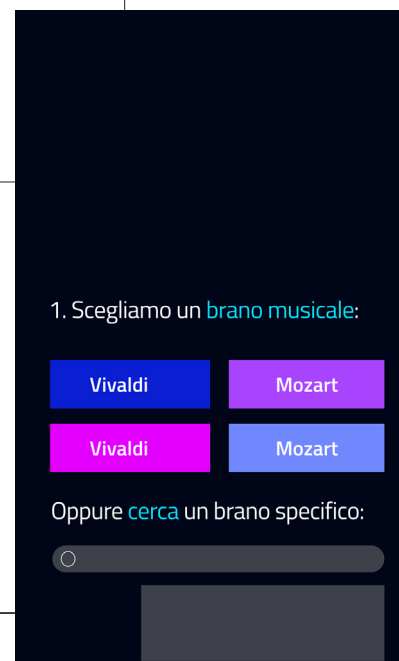 1. Scegliamo un brano musicale:
Vivaldi
Mozart
Vivaldi
Mozart
Oppure cerca un brano specifico: